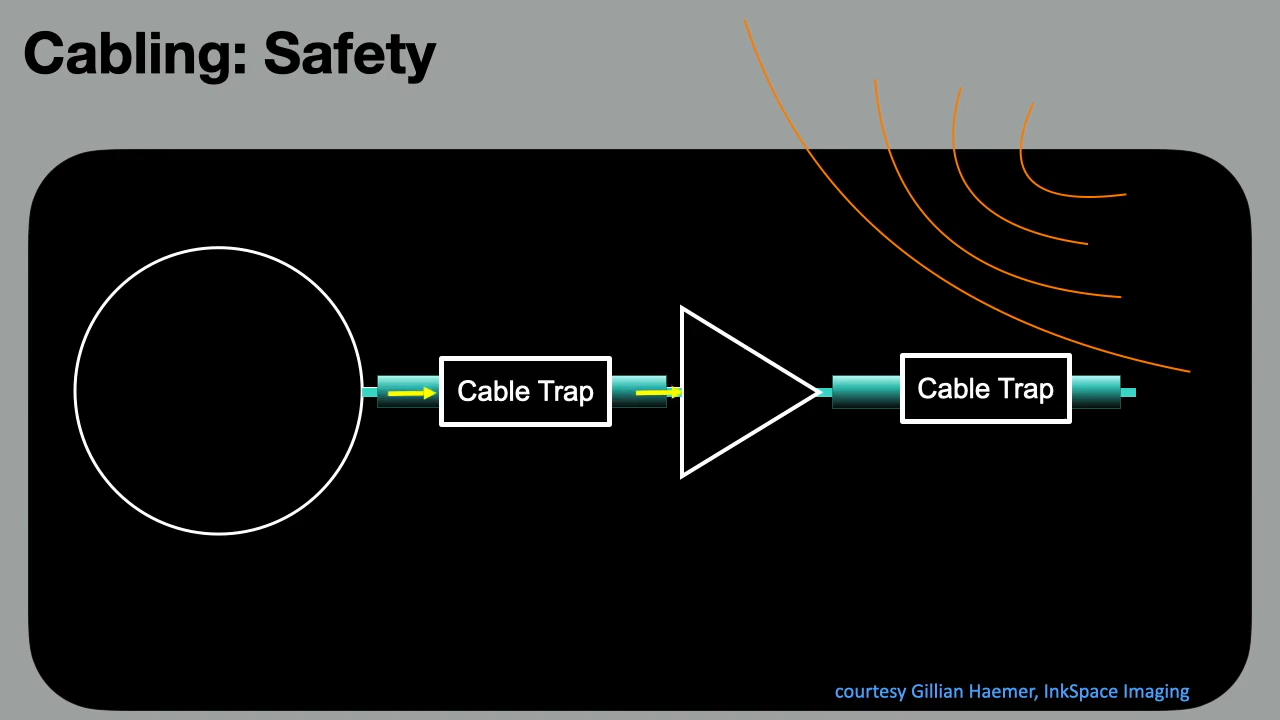 Cabling: Safety
Cable Trap
Cable Trap
courtesy Gillian Haemer, InkSpace Imaging